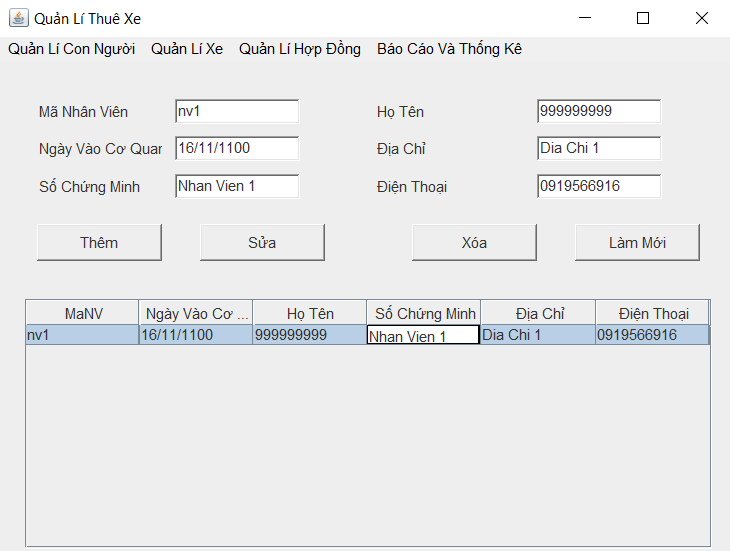 Quản Lí Thuê Xe
Quản Lí Con Người Quản Lí Xe Quản Lí Hợp Đồng Báo Cáo Và Thống Kê
Mã Nhân Viên nv1 Họ Tên 999999999
Ngày Vào Cơ Quar 16/11/1100 Địa Chỉ Dia Chi 1
Số Chứng Minh Nhan Vien 1 Điện Thoại 0919566916
Thêm Sửa Xóa Làm Mới
MaNV Ngày Vào Cơ ... Họ Tên Số Chứng Minh Địa Chỉ Điện Thoại
nv1 16/11/1100 999999999 Nhan Vien 1 Dia Chi 1 0919566916